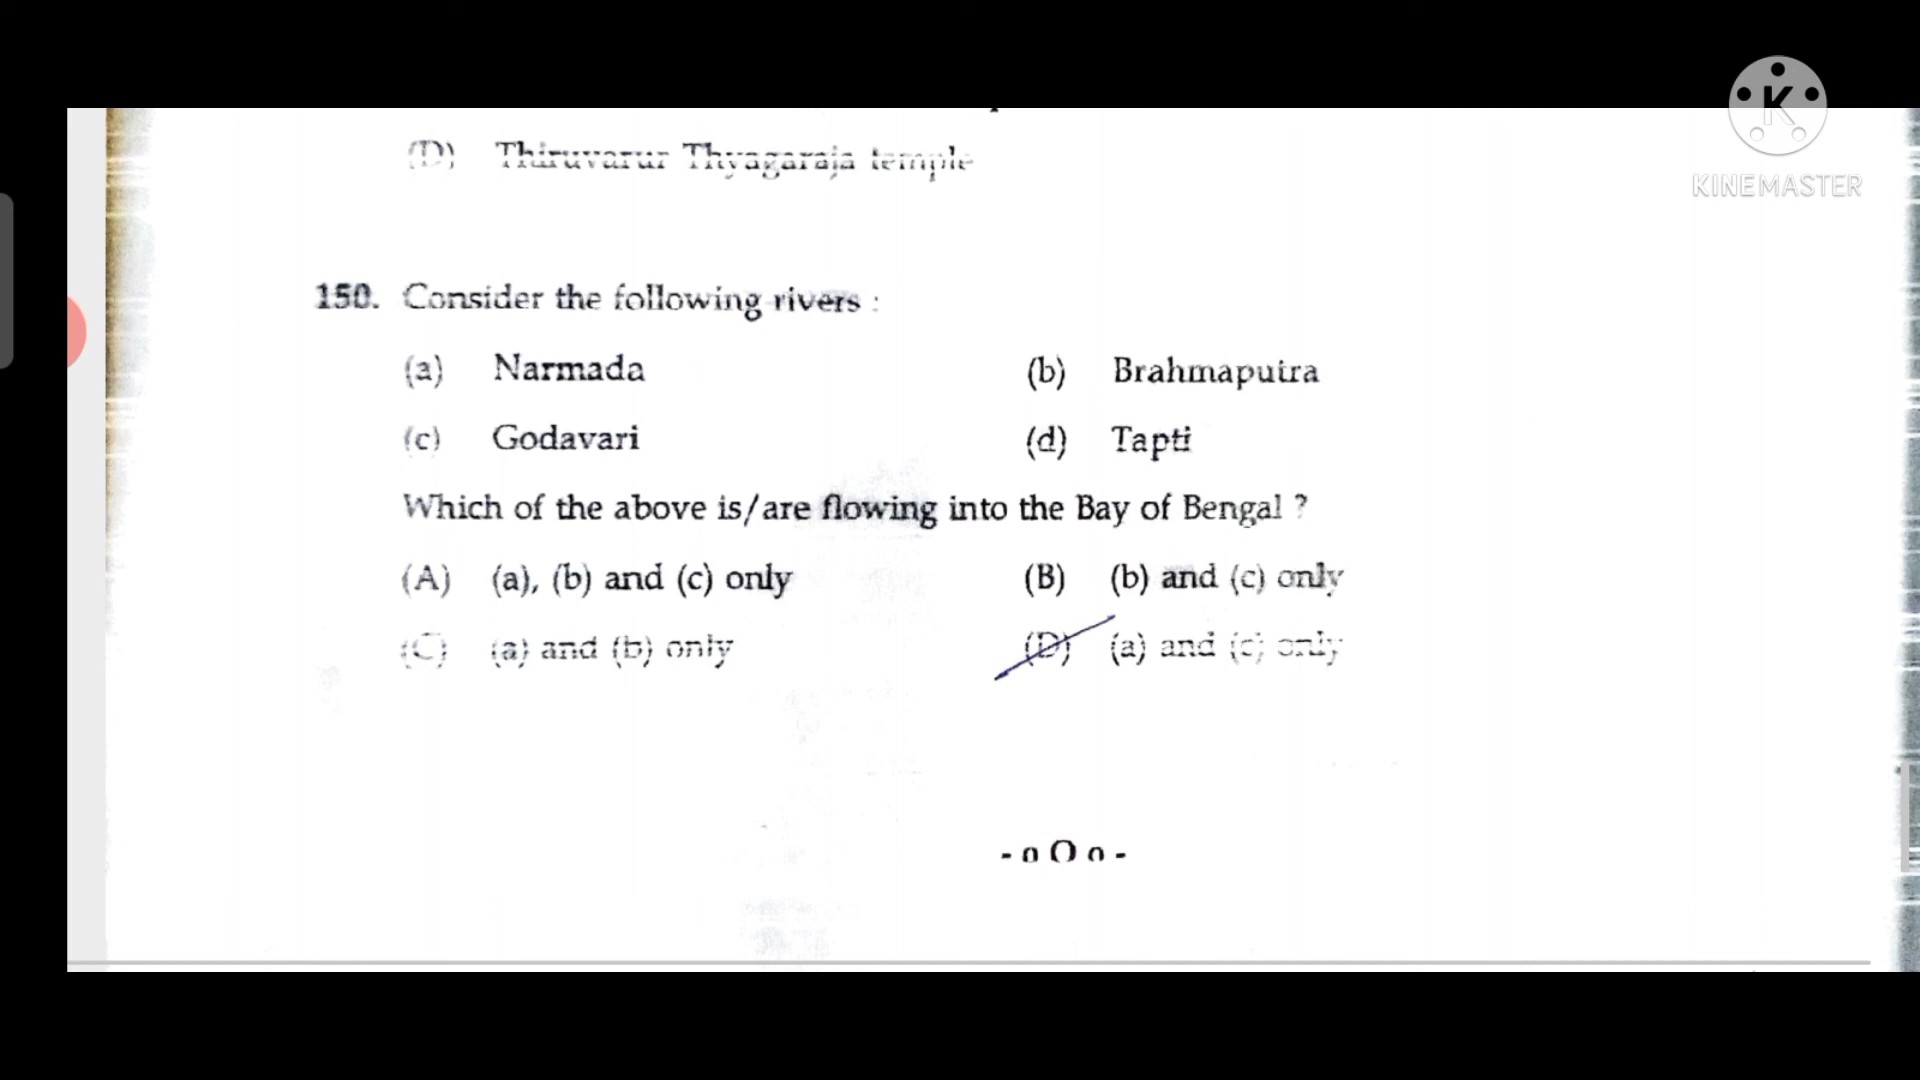 KINEMASTER
(D) Thiruvarur Thyagaraja temple
150. Consider the following rivers :
(a) Narmada (b) Brahmaputra
(c) Godavari (d) Tapti
Which of the above is/are flowing into the Bay of Bengal ?
(A) (a), (b) and (c) only (B) (b) and (c) only
(C) (a) and (b) only (D) (a) and (c) only
- o O o -